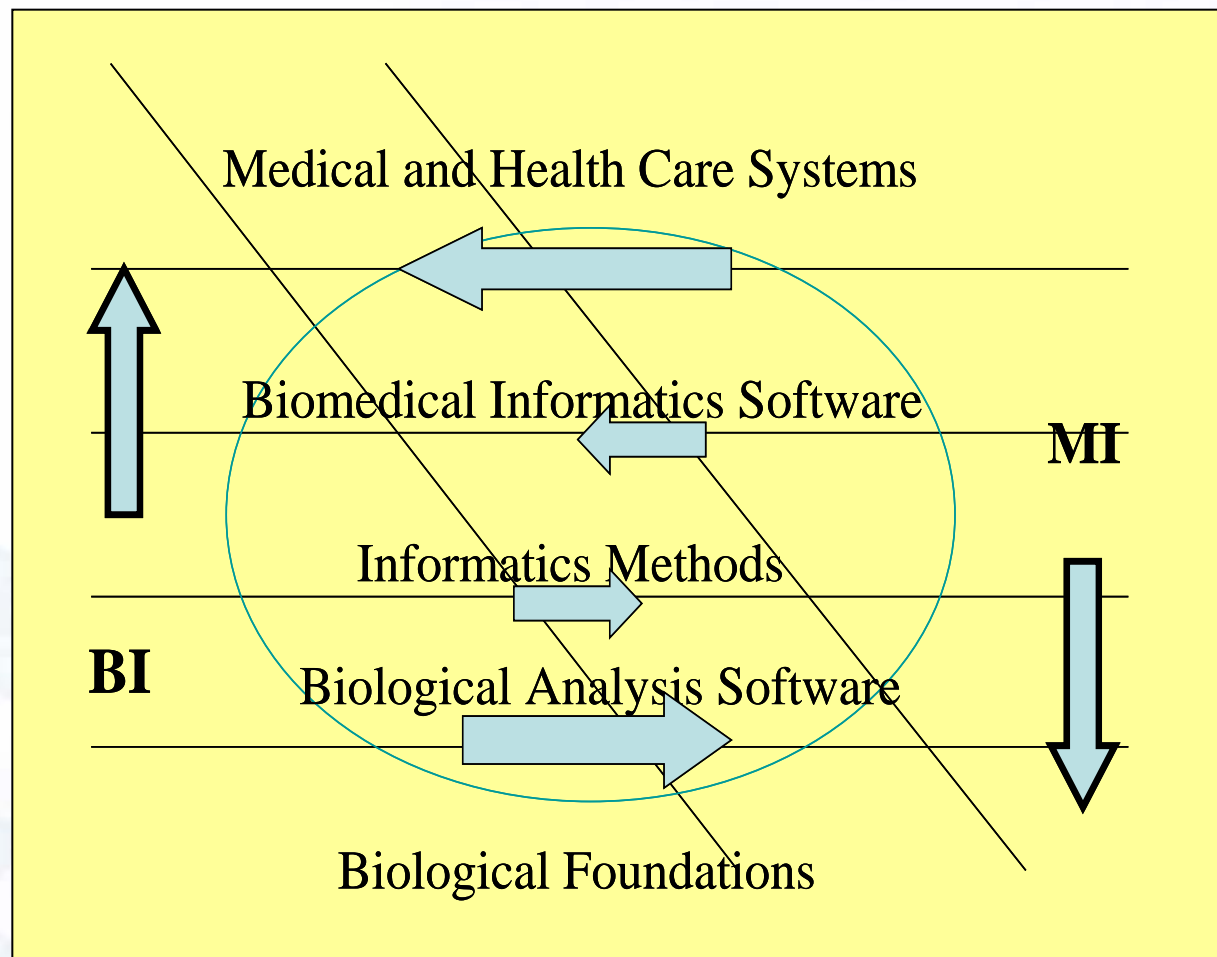 Medical and Health Care Systems
Biomedical Informatics Software
MI
Informatics Methods
BI
Biological Analysis Software
Biological Foundations